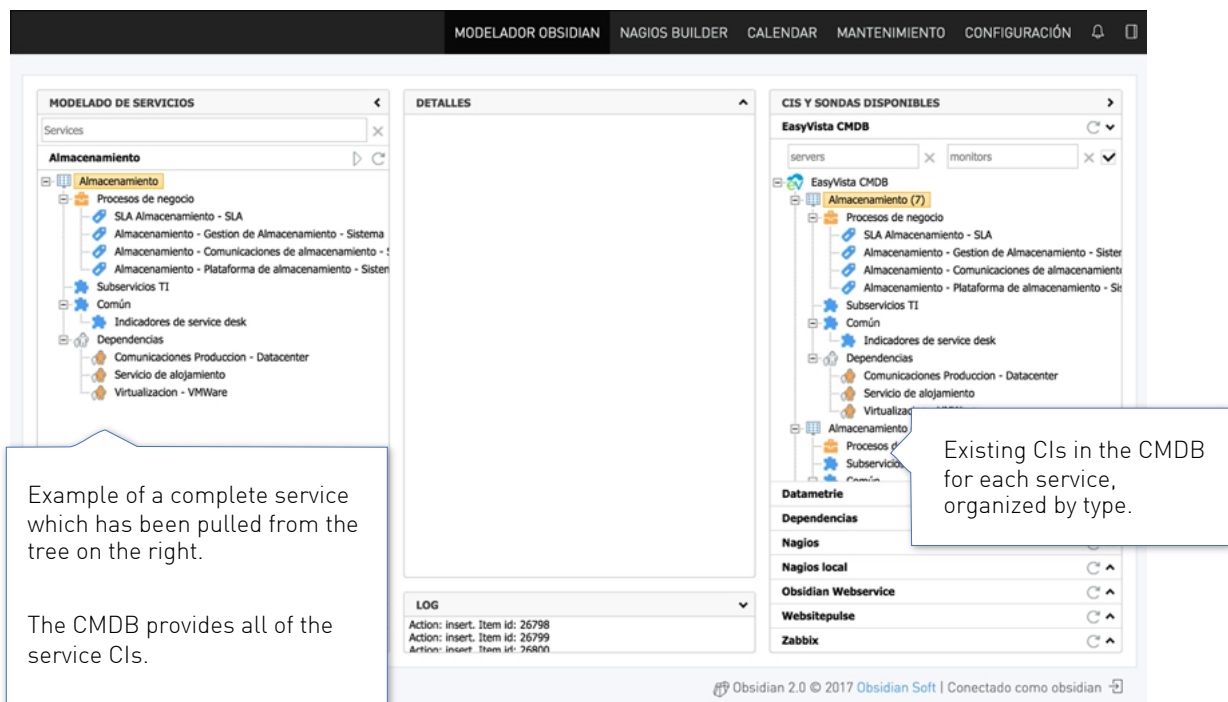 MODELADOR OBSIDIAN NAGIOS BUILDER CALENDAR MANTENIMIENTO CONFIGURACIÓN
MODELADO DE SERVICIOS
Services
Almacenamiento
Almacenamiento
Procesos de negocio
SLA Almacenamiento - SLA
Almacenamiento - Gestion de Almacenamiento - Sistema
Almacenamiento - Comunicaciones de almacenamiento -
Almacenamiento - Plataforma de almacenamiento - Sisten
Subservicios TI
Común
Indicadores de service desk
Dependencias
Comunicaciones Produccion - Datacenter
Servicio de alojamiento
Virtualizacion - VMWare
Example of a complete service
which has been pulled from the
tree on the right.
The CMDB provides all of the
service CIs.
DETALLES
LOG
Action: insert. Item id: 26798
Action: insert. Item id: 26799
Action: insert. Item id: 26800
CIS Y SONDAS DISPONIBLES
EasyVista CMDB
servers monitors
EasyVista CMDB
Almacenamiento (7)
Procesos de negocio
SLA Almacenamiento - SLA
Almacenamiento - Gestion de Almacenamiento - Sister
Almacenamiento - Comunicaciones de almacenamient
Almacenamiento - Plataforma de almacenamiento - Si
Subservicios TI
Común
Indicadores de service desk
Dependencias
Comunicaciones Produccion - Datacenter
Servicio de alojamiento
Virtualizac
Almacenamiento
Procesos d
Subservicio
Común
Existing CIs in the CMDB
for each service,
organized by type.
Datametrie
Dependencias
Nagios
Nagios local
Obsidian Webservice
Websitepulse
Zabbix
Obsidian 2.0 © 2017 Obsidian Soft | Conectado como obsidian